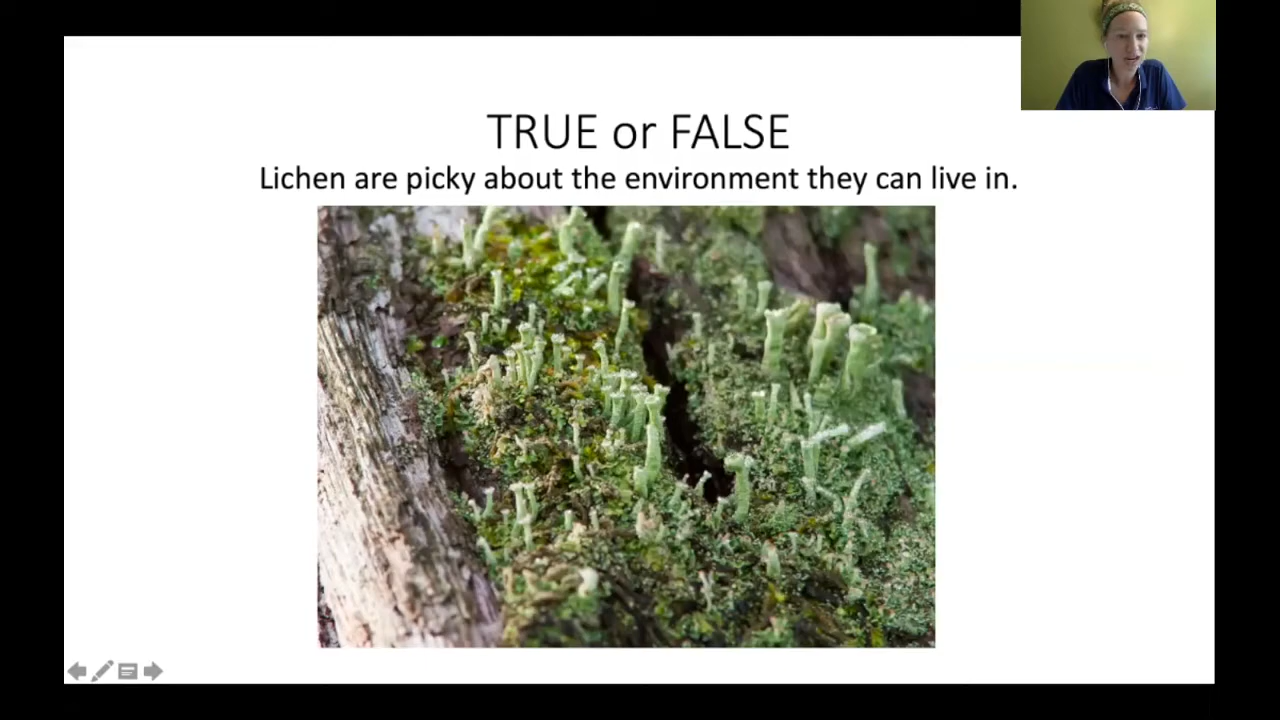 TRUE or FALSE
Lichen are picky about the environment they can live in.